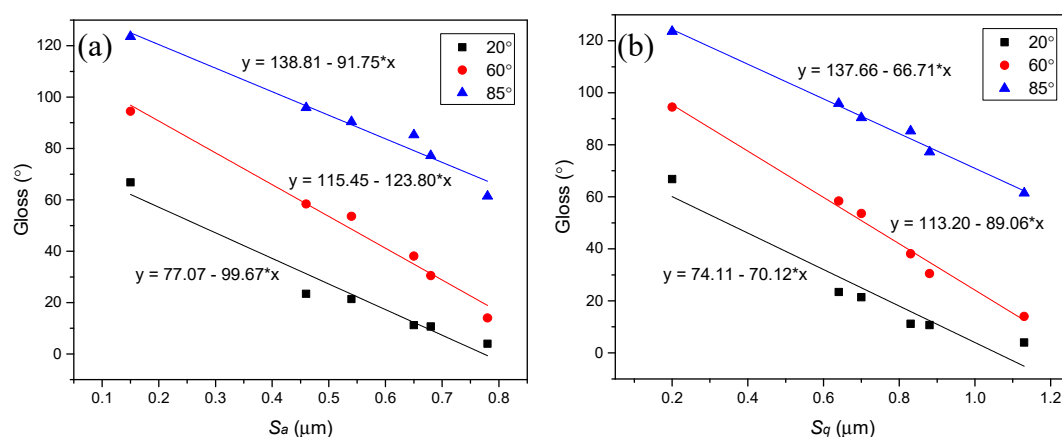 (a)
20°
60°
85°
y = 138.81 - 91.75*x
y = 115.45 - 123.80*x
y = 77.07 - 99.67*x
120
100
80
60
40
20
0
Gloss (°)
0.1 0.2 0.3 0.4 0.5 0.6 0.7 0.8
Sa (μm)
(b)
20°
60°
85°
y = 137.66 - 66.71*x
y = 113.20 - 89.06*x
y = 74.11 - 70.12*x
120
100
80
60
40
20
0
Gloss (°)
0.2 0.4 0.6 0.8 1.0 1.2
Sq (μm)